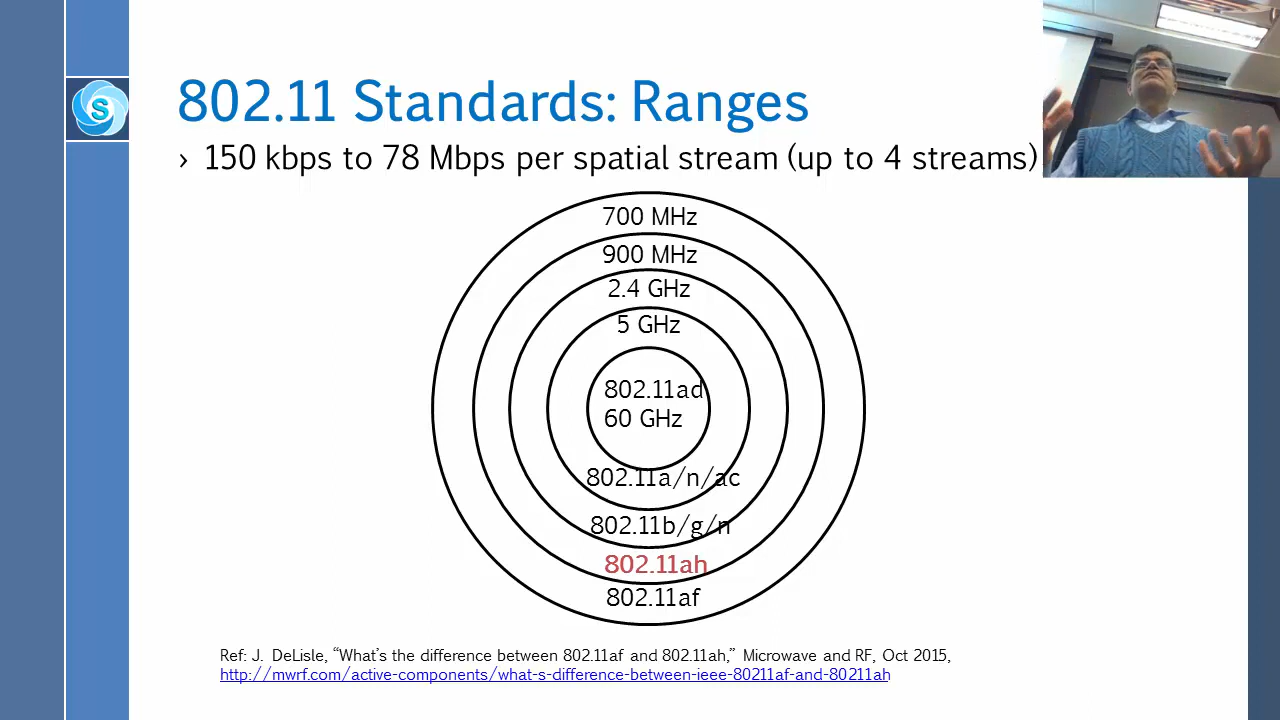 S
802.11 Standards: Ranges
› 150 kbps to 78 Mbps per spatial stream (up to 4 streams)
700 MHz
900 MHz
2.4 GHz
5 GHz
802.11ad
60 GHz
802.11a/n/ac
802.11b/g/n
802.11ah
802.11af
Ref: J. DeLisle, “What’s the difference between 802.11af and 802.11ah,” Microwave and RF, Oct 2015,
http://mwrf.com/active-components/what-s-difference-between-ieee-80211af-and-80211ah